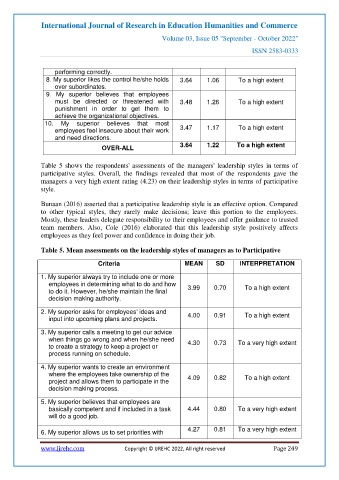 International Journal of Research in Education Humanities and Commerce
Volume 03, Issue 05 "September - October 2022"
ISSN 2583-0333
performing correctly.
8. My superior likes the control he/she holds over subordinates. 3.64 1.06 To a high extent
9. My superior believes that employees must be directed or threatened with punishment in order to get them to achieve the organizational objectives. 3.48 1.26 To a high extent
10. My superior believes that most employees feel insecure about their work and need directions. 3.47 1.17 To a high extent
OVER-ALL 3.64 1.22 To a high extent
Table 5 shows the respondents' assessments of the managers' leadership styles in terms of
participative styles. Overall, the findings revealed that most of the respondents gave the
managers a very high extent rating (4.23) on their leadership styles in terms of participative
style.
Banaan (2016) asserted that a participative leadership style is an effective option. Compared
to other typical styles, they rarely make decisions; leave this portion to the employees.
Mostly, these leaders delegate responsibility to their employees and offer guidance to trusted
team members. Also, Cole (2016) elaborated that this leadership style positively affects
employees as they feel power and confidence in doing their job.
Table 5. Mean assessments on the leadership styles of managers as to Participative
Criteria MEAN SD INTERPRETATION
1. My superior always try to include one or more employees in determining what to do and how to do it. However, he/she maintain the final decision making authority. 3.99 0.70 To a high extent
2. My superior asks for employees' ideas and input into upcoming plans and projects. 4.00 0.91 To a high extent
3. My superior calls a meeting to get our advice when things go wrong and when he/she need to create a strategy to keep a project or process running on schedule. 4.30 0.73 To a very high extent
4. My superior wants to create an environment where the employees take ownership of the project and allows them to participate in the decision making process. 4.09 0.82 To a high extent
5. My superior believes that employees are basically competent and if included in a task will do a good job. 4.44 0.80 To a very high extent
6. My superior allows us to set priorities with 4.27 0.81 To a very high extent
www.ijrehc.com Copyright © IJREHC 2022, All right reserved Page 249